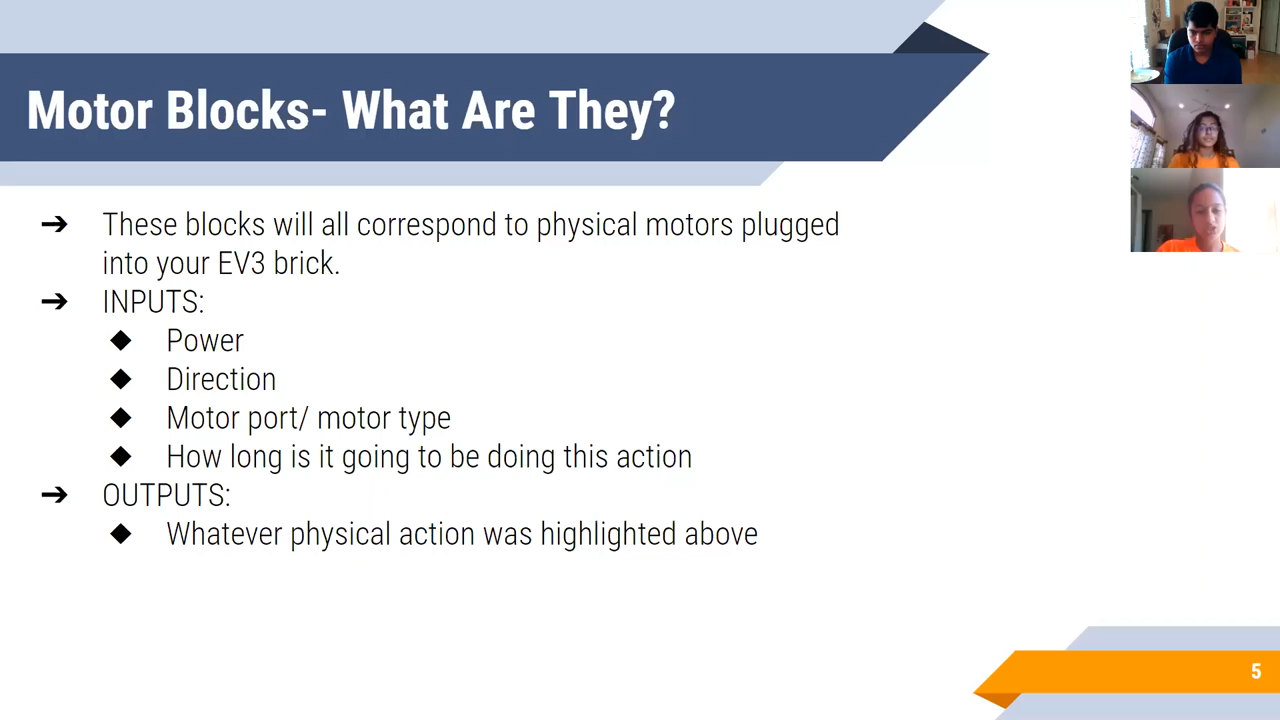 Motor Blocks- What Are They?
➔ These blocks will all correspond to physical motors plugged
into your EV3 brick.
➔ INPUTS:
◆ Power
◆ Direction
◆ Motor port/ motor type
◆ How long is it going to be doing this action
➔ OUTPUTS:
◆ Whatever physical action was highlighted above
5